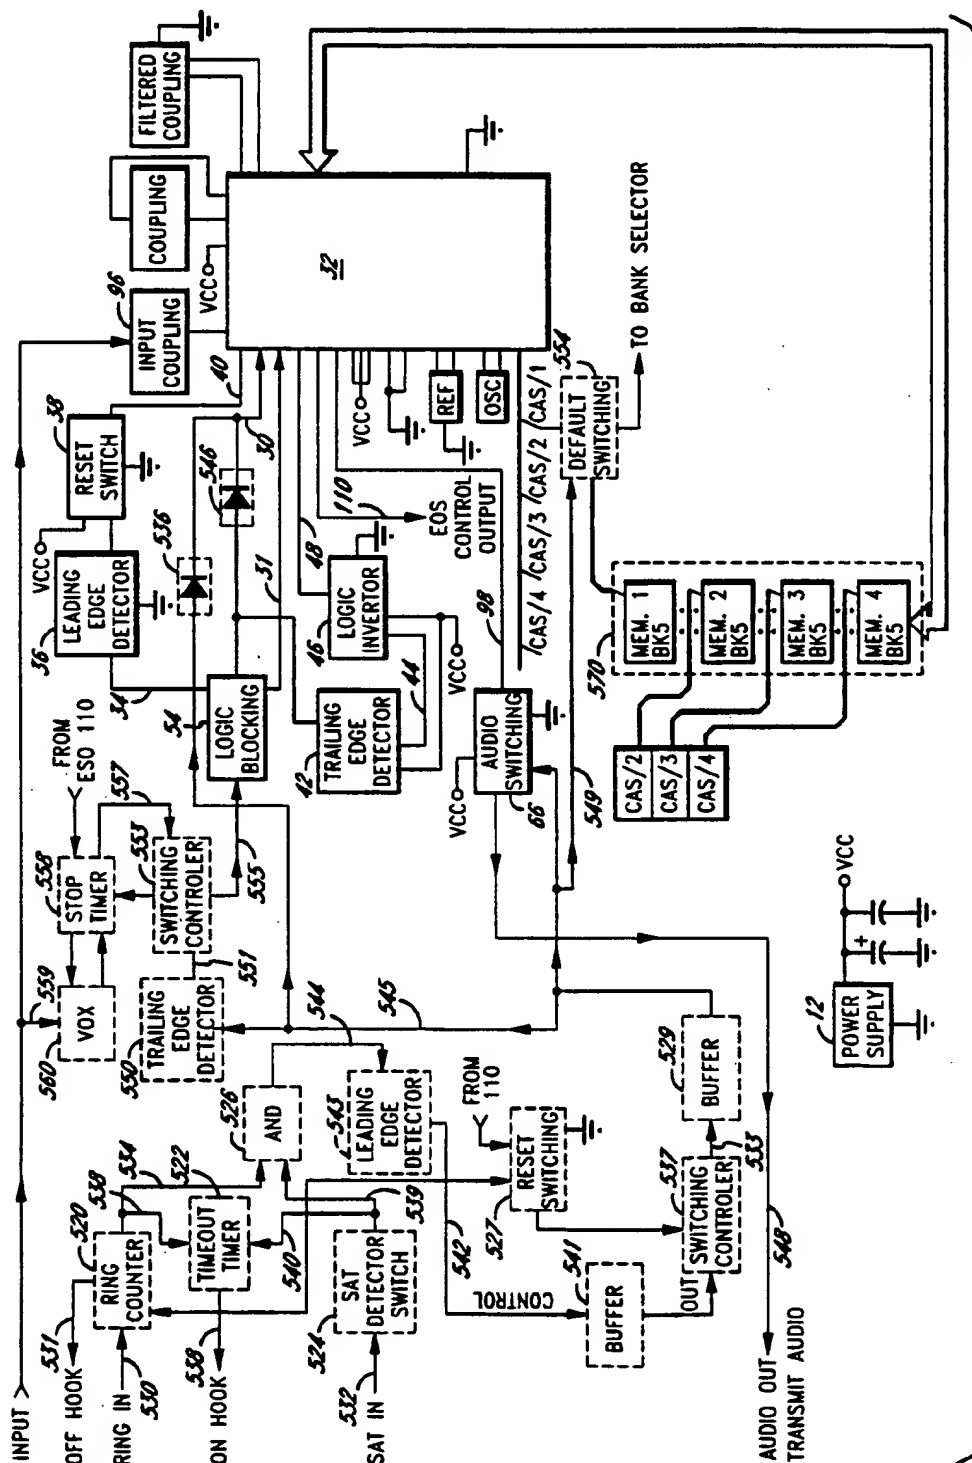 INPUT
OFF HOOK
531
RING IN
530
ON HOOK
538
SAT IN
532
RING
COUNTER
520
534
538
522
TIMEOUT
TIMER
540
539
SAT
DETECTOR
SWITCH
524
526
AND
544
543
LEADING
EDGE
DETECTOR
542
CONTROL
FROM
110
RESET
SWITCHING
527
541
BUFFER
OUT
537
SWITCHING
CONTROLER
533
529
BUFFER
545
548
AUDIO OUT
TRANSMIT AUDIO
559
VOX
560
558
STOP
TIMER
FROM
ESO 110
557
553
SWITCHING
CONTROLER
551
550
TRAILING
EDGE
DETECTOR
555
54
LOGIC
BLOCKING
34
36
LEADING
EDGE
DETECTOR
VCC
38
RESET
SWITCH
40
536
546
30
31
42
TRAILING
EDGE
DETECTOR
44
46
LOGIC
INVERTOR
48
VCC
110
EOS
CONTROL
OUTPUT
98
VCC
AUDIO
SWITCHING
66
549
96
INPUT
COUPLING
COUPLING
FILTERED
COUPLING
VCC
32
VCC
REF
OSC
CAS/4
CAS/3
CAS/2
CAS/1
554
DEFAULT
SWITCHING
TO BANK SELECTOR
570
MEM. 1
BK5
MEM. 2
BK5
MEM. 3
BK5
MEM. 4
BK5
CAS/2
CAS/3
CAS/4
12
POWER
SUPPLY
+
VCC